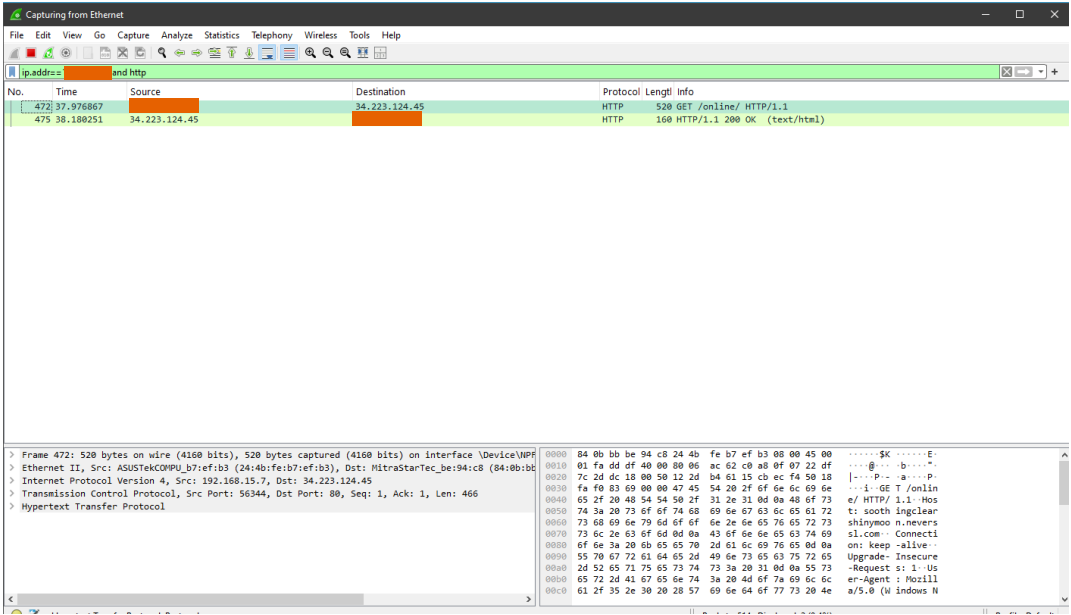 Capturing from Ethernet
File Edit View Go Capture Analyze Statistics Telephony Wireless Tools Help
ip.addr== and http
No. Time Source Destination Protocol Lengtl Info
472 37.976867 34.223.124.45 HTTP 520 GET /online/ HTTP/1.1
475 38.180251 34.223.124.45 HTTP 160 HTTP/1.1 200 OK (text/html)
> Frame 472: 520 bytes on wire (4160 bits), 520 bytes captured (4160 bits) on interface \Device\NPF
> Ethernet II, Src: ASUSTekCOMPU_b7:ef:b3 (24:4b:fe:b7:ef:b3), Dst: MitraStarTec_be:94:c8 (84:0b:bb
> Internet Protocol Version 4, Src: 192.168.15.7, Dst: 34.223.124.45
> Transmission Control Protocol, Src Port: 56344, Dst Port: 80, Seq: 1, Ack: 1, Len: 466
> Hypertext Transfer Protocol
0000 84 0b bb be 94 c8 24 4b fe b7 ef b3 08 00 45 00 ······$K ······E·
0010 01 fa dd df 40 00 80 06 ac 62 c0 a8 0f 07 22 df ····@··· ·b····"·
0020 7c 2d dc 18 00 50 12 2d b4 61 15 cb ec f4 50 18 |-···P·- ·a····P·
0030 fa f0 83 69 00 00 47 45 54 20 2f 6f 6e 6c 69 6e ···i··GE T /onlin
0040 65 2f 20 48 54 54 50 2f 31 2e 31 0d 0a 48 6f 73 e/ HTTP/ 1.1··Hos
0050 74 3a 20 73 6f 6f 74 68 69 6e 67 63 6c 65 61 72 t: sooth ingclear
0060 73 68 69 6e 79 6d 6f 6f 6e 2e 6e 65 76 65 72 73 shinymoo n.nevers
0070 73 6c 2e 63 6f 6d 0d 0a 43 6f 6e 6e 65 63 74 69 sl.com·· Connecti
0080 6f 6e 3a 20 6b 65 65 70 2d 61 6c 69 76 65 0d 0a on: keep -alive··
0090 55 70 67 72 61 64 65 2d 49 6e 73 65 63 75 72 65 Upgrade- Insecure
00a0 2d 52 65 71 75 65 73 74 73 3a 20 31 0d 0a 55 73 -Request s: 1··Us
00b0 65 72 2d 41 67 65 6e 74 3a 20 4d 6f 7a 69 6c 6c er-Agent : Mozill
00c0 61 2f 35 2e 30 20 28 57 69 6e 64 6f 77 73 20 4e a/5.0 (W indows N